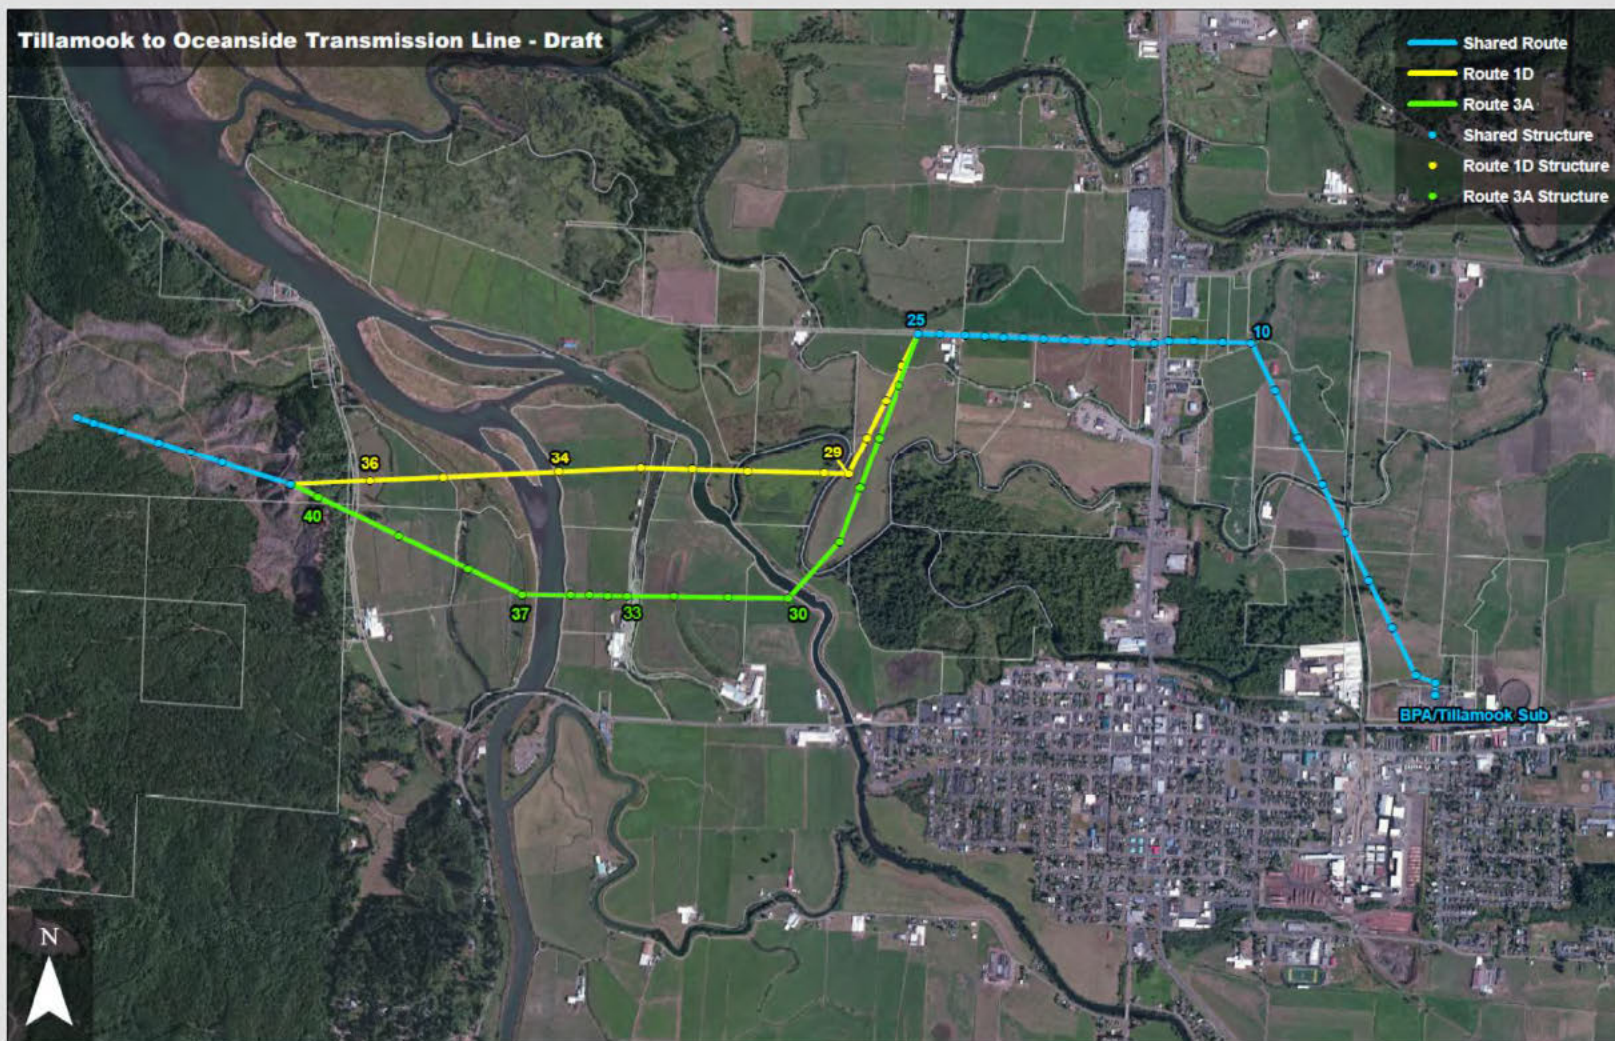 Tillamook to Oceanside Transmission Line - Draft
Shared Route
Route 1D
Route 3A
Shared Structure
Route 1D Structure
Route 3A Structure
25
10
29
36
34
40
37
33
30
BPA/Tillamook Sub
N